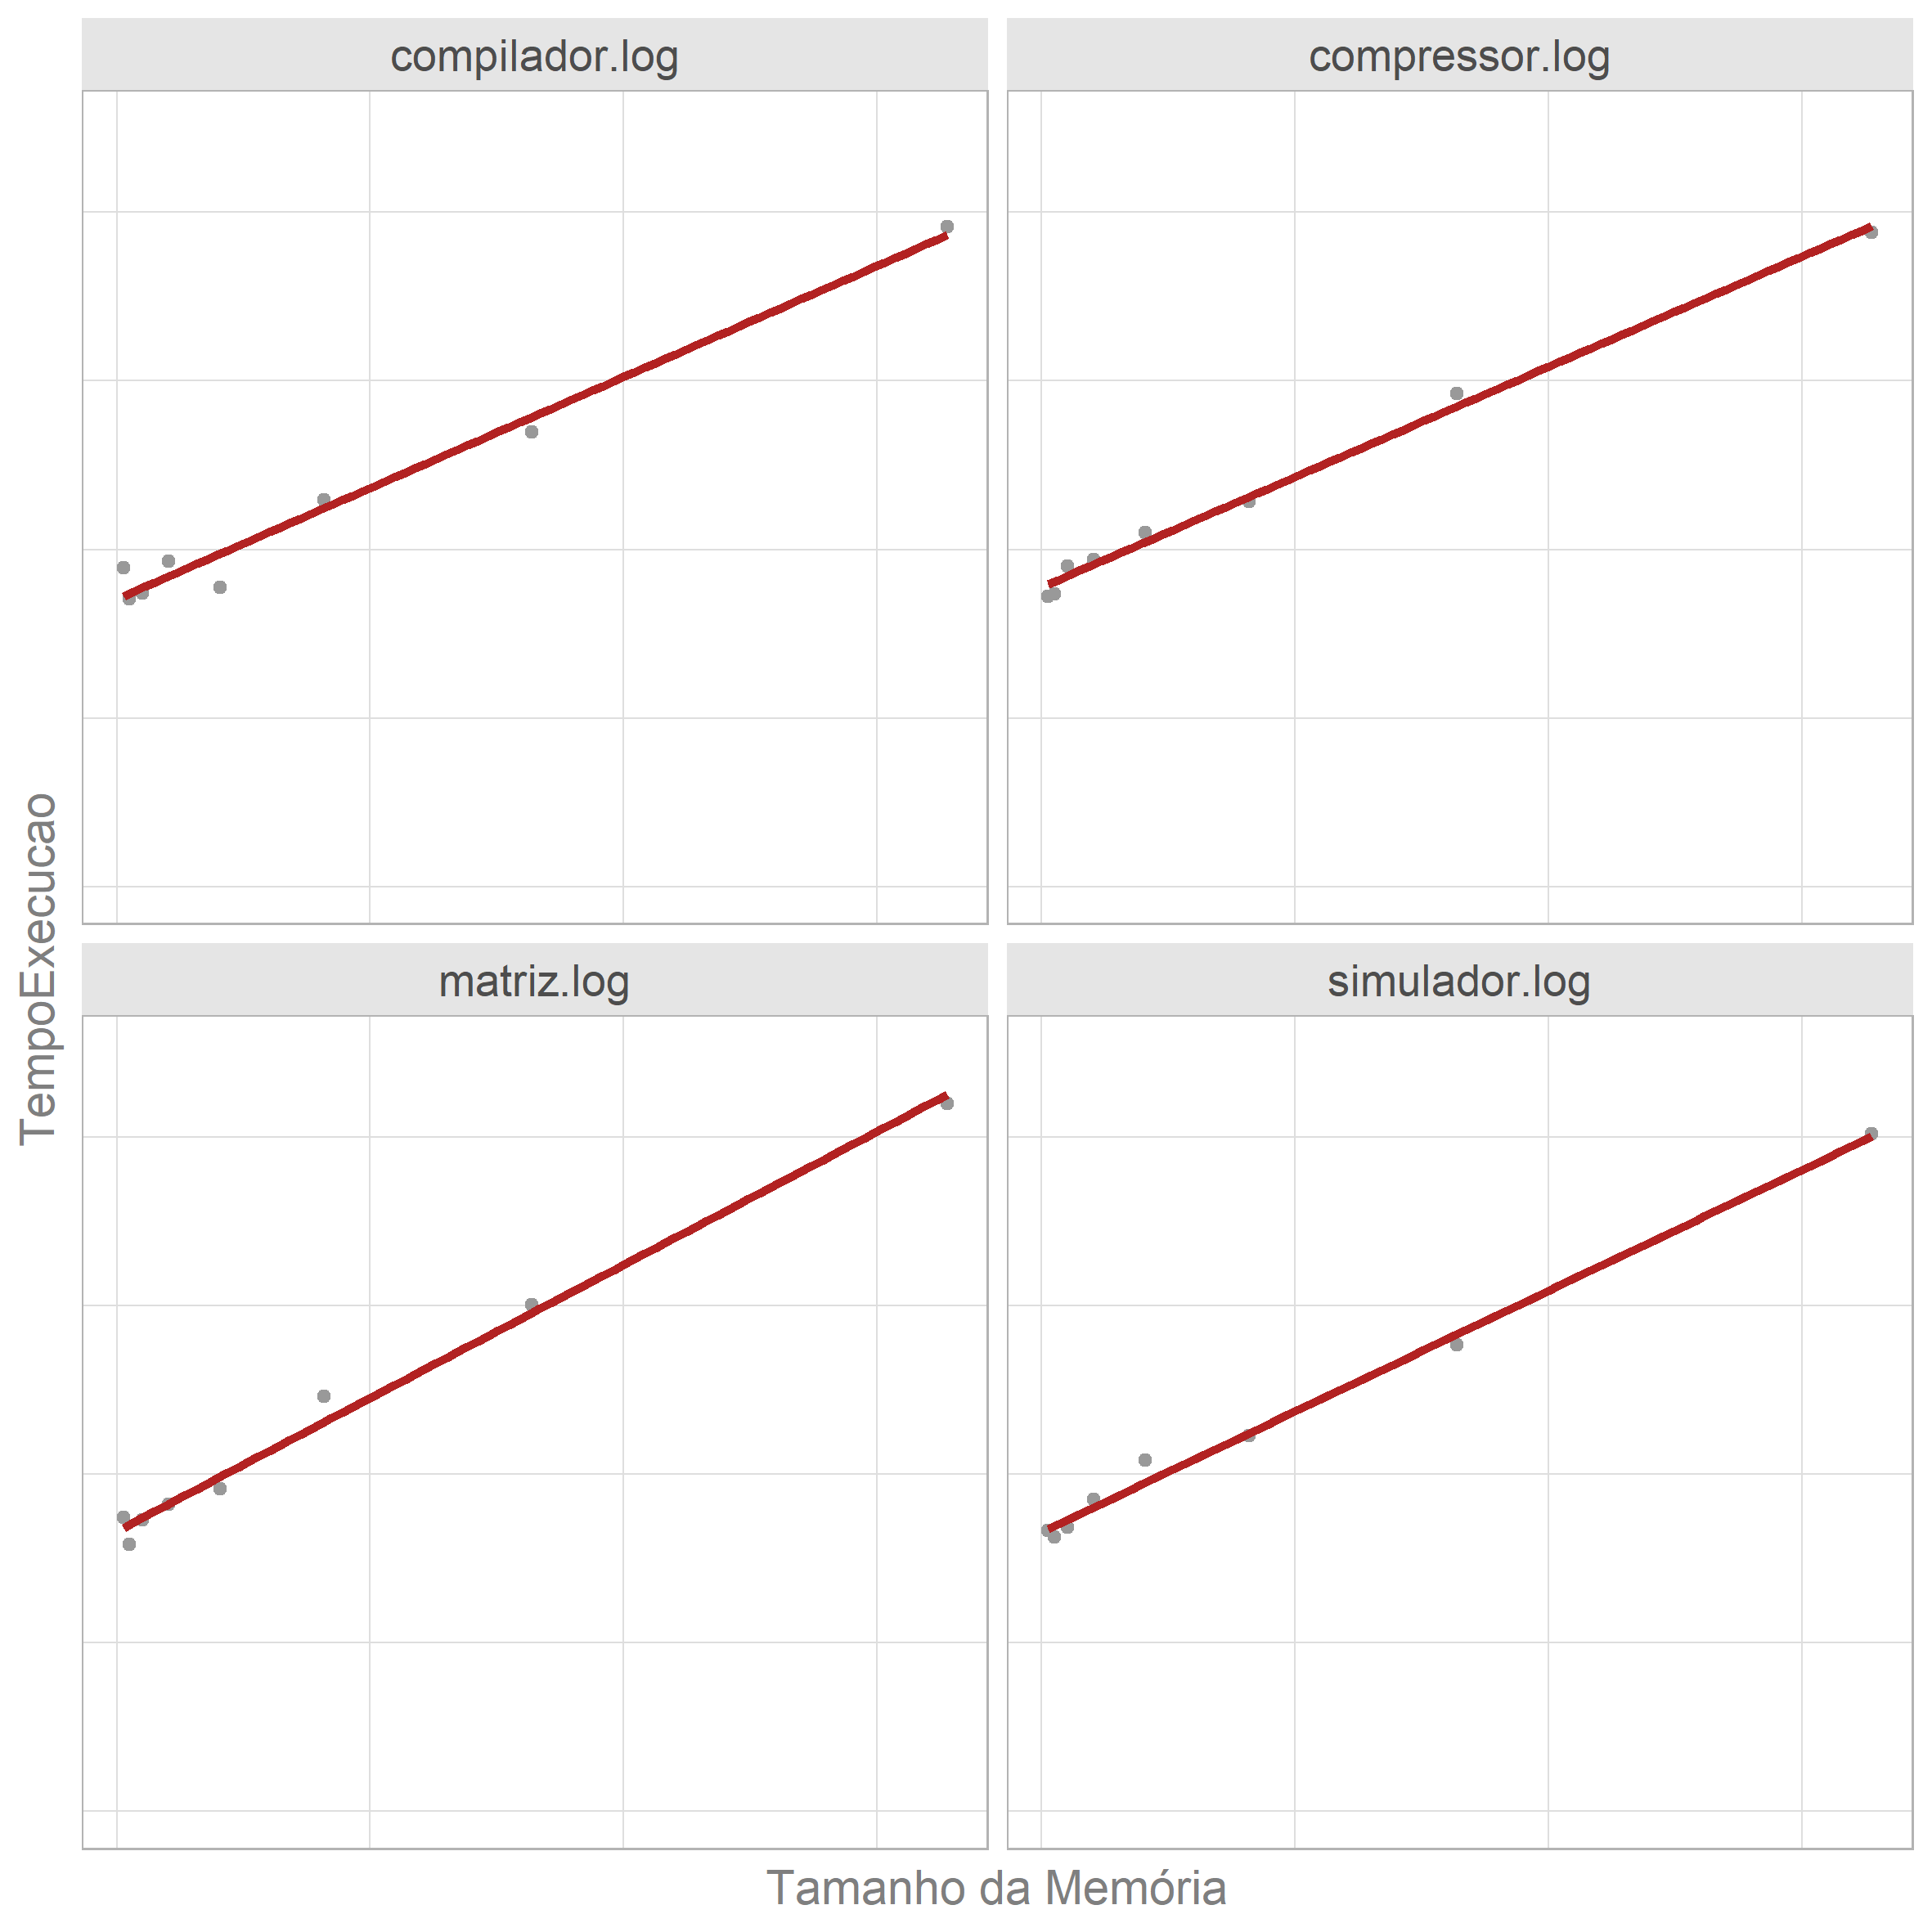 compilador.log
compressor.log
TempoExecucao
matriz.log
simulador.log
Tamanho da Memória